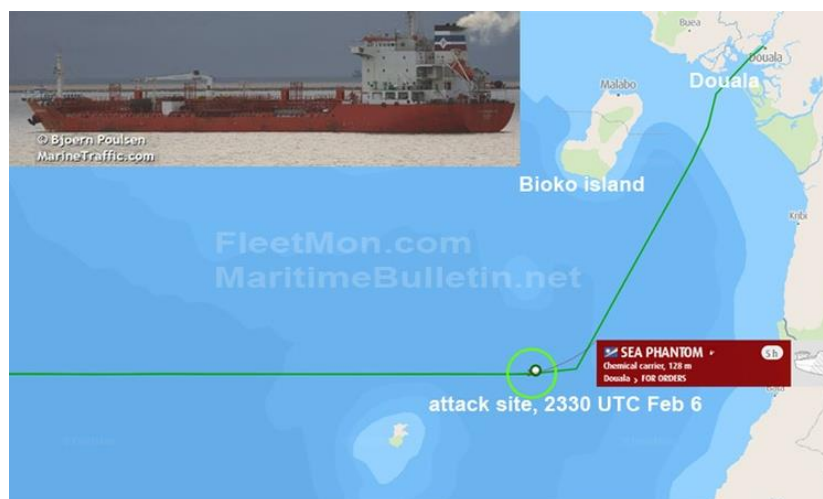 © Bjoern Poulsen
MarineTraffic.com
Buea
Douala
Malabo
Douala
Bioko island
Kribi
FleetMon.com
MaritimeBulletin.net
SEA PHANTOM
5 h
Chemical carrier, 128 m
Douala › FOR ORDERS
Bata
attack site, 2330 UTC Feb 6